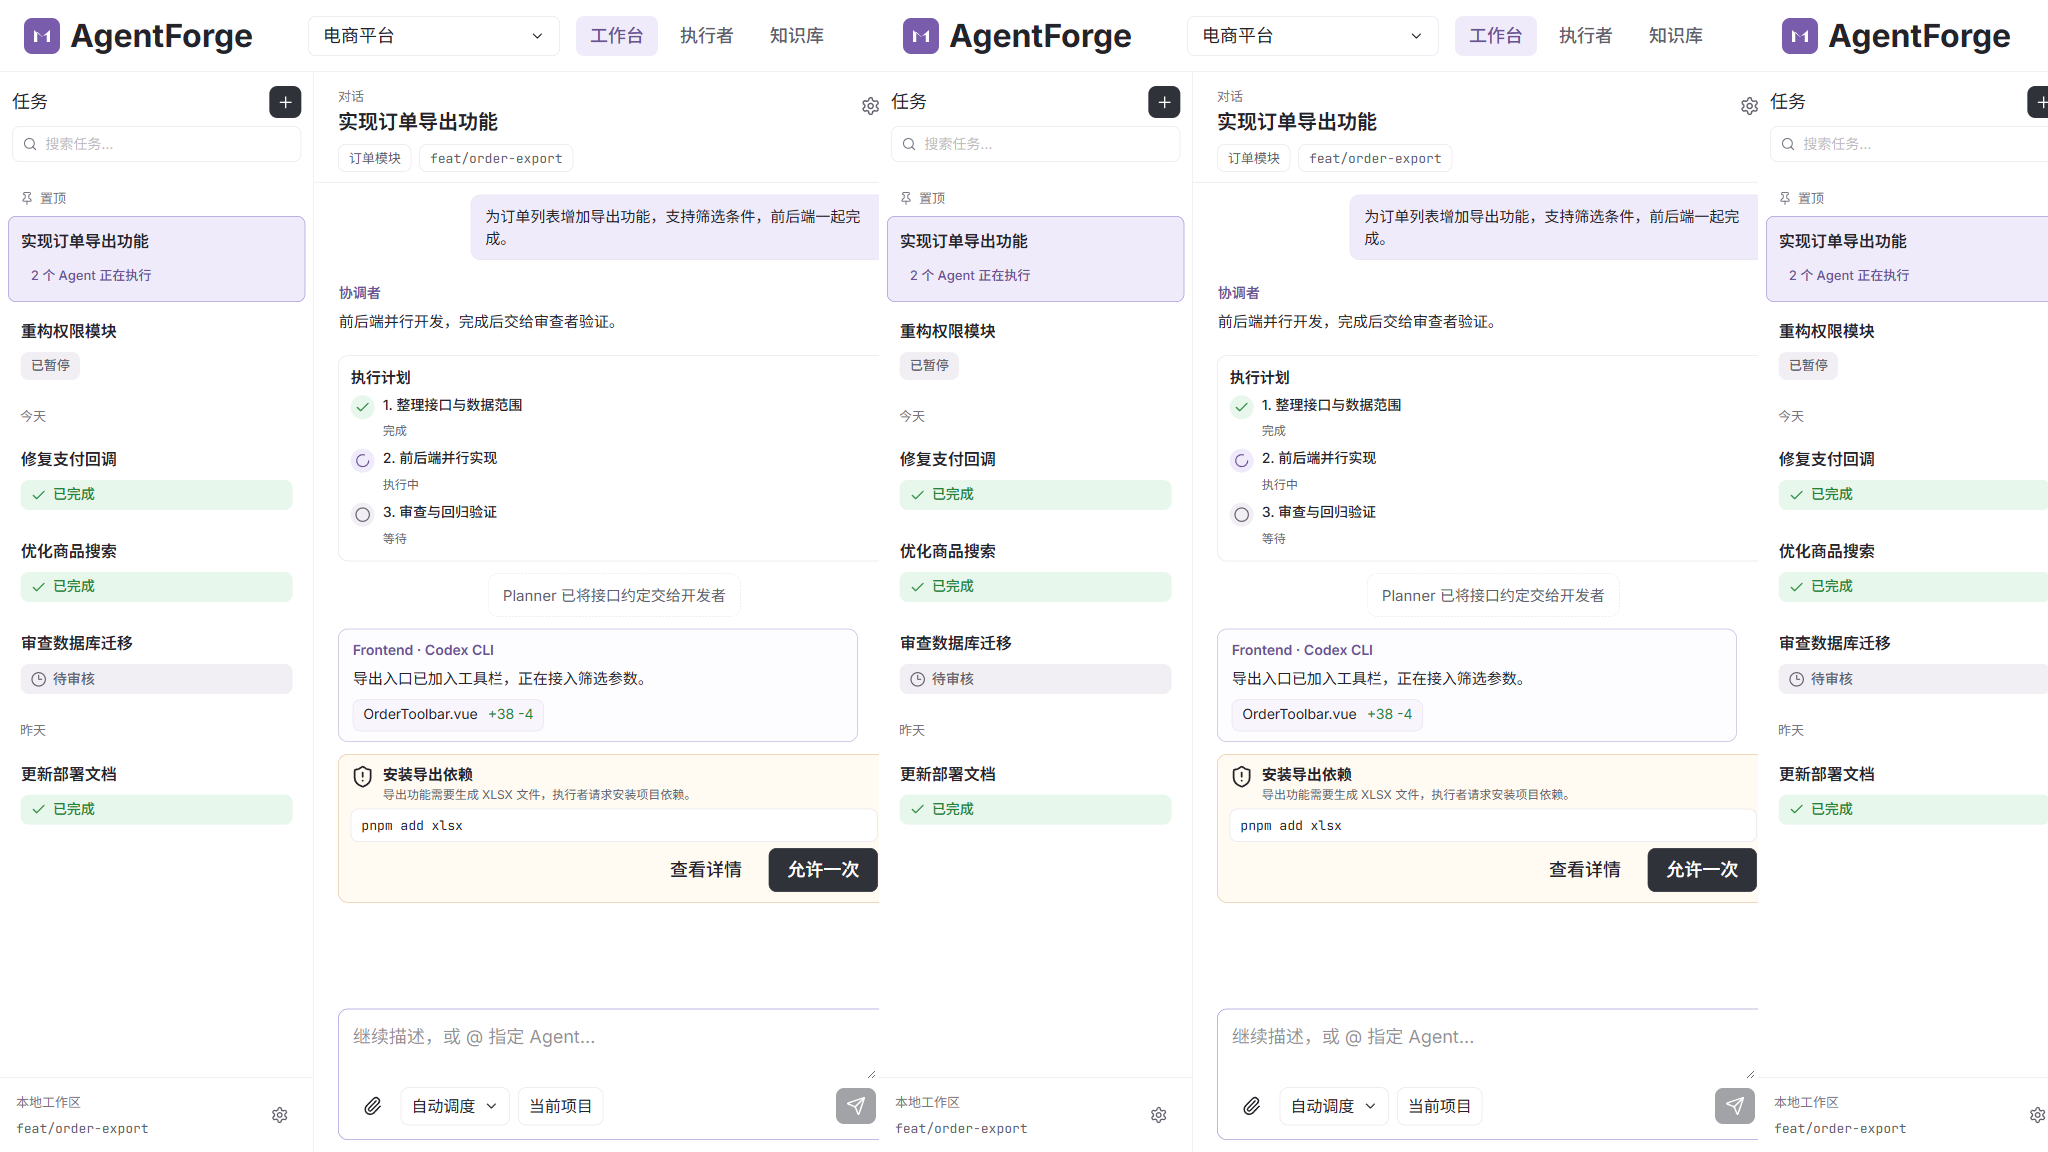 AgentForge
电商平台
工作台
执行者
知识库
任务
搜索任务...
置顶
实现订单导出功能
2 个 Agent 正在执行
重构权限模块
已暂停
今天
修复支付回调
已完成
优化商品搜索
已完成
审查数据库迁移
待审核
昨天
更新部署文档
已完成
本地工作区
feat/order-export
对话
实现订单导出功能
订单模块
feat/order-export
为订单列表增加导出功能，支持筛选条件，前后端一起完
成。
协调者
前后端并行开发，完成后交给审查者验证。
执行计划
1. 整理接口与数据范围
完成
2. 前后端并行实现
执行中
3. 审查与回归验证
等待
Planner 已将接口约定交给开发者
Frontend · Codex CLI
导出入口已加入工具栏，正在接入筛选参数。
OrderToolbar.vue +38 -4
安装导出依赖
导出功能需要生成 XLSX 文件，执行者请求安装项目依赖。
pnpm add xlsx
查看详情
允许一次
继续描述，或 @ 指定 Agent...
自动调度
当前项目
AgentForge
电商平台
工作台
执行者
知识库
任务
搜索任务...
置顶
实现订单导出功能
2 个 Agent 正在执行
重构权限模块
已暂停
今天
修复支付回调
已完成
优化商品搜索
已完成
审查数据库迁移
待审核
昨天
更新部署文档
已完成
本地工作区
feat/order-export
对话
实现订单导出功能
订单模块
feat/order-export
为订单列表增加导出功能，支持筛选条件，前后端一起完
成。
协调者
前后端并行开发，完成后交给审查者验证。
执行计划
1. 整理接口与数据范围
完成
2. 前后端并行实现
执行中
3. 审查与回归验证
等待
Planner 已将接口约定交给开发者
Frontend · Codex CLI
导出入口已加入工具栏，正在接入筛选参数。
OrderToolbar.vue +38 -4
安装导出依赖
导出功能需要生成 XLSX 文件，执行者请求安装项目依赖。
pnpm add xlsx
查看详情
允许一次
继续描述，或 @ 指定 Agent...
自动调度
当前项目
AgentForge
任务
搜索任务...
置顶
实现订单导出功能
2 个 Agent 正在执行
重构权限模块
已暂停
今天
修复支付回调
已完成
优化商品搜索
已完成
审查数据库迁移
待审核
昨天
更新部署文档
已完成
本地工作区
feat/order-export